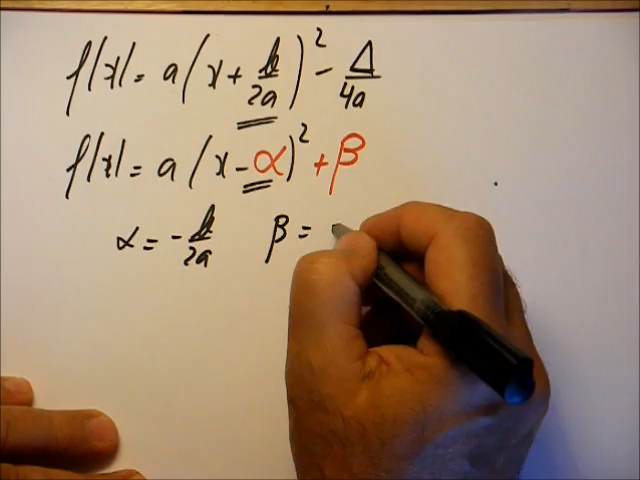 f(x) = a(x + b/2a)² - Δ/4a
f(x) = a(x - α)² + β
α = - b/2a β =